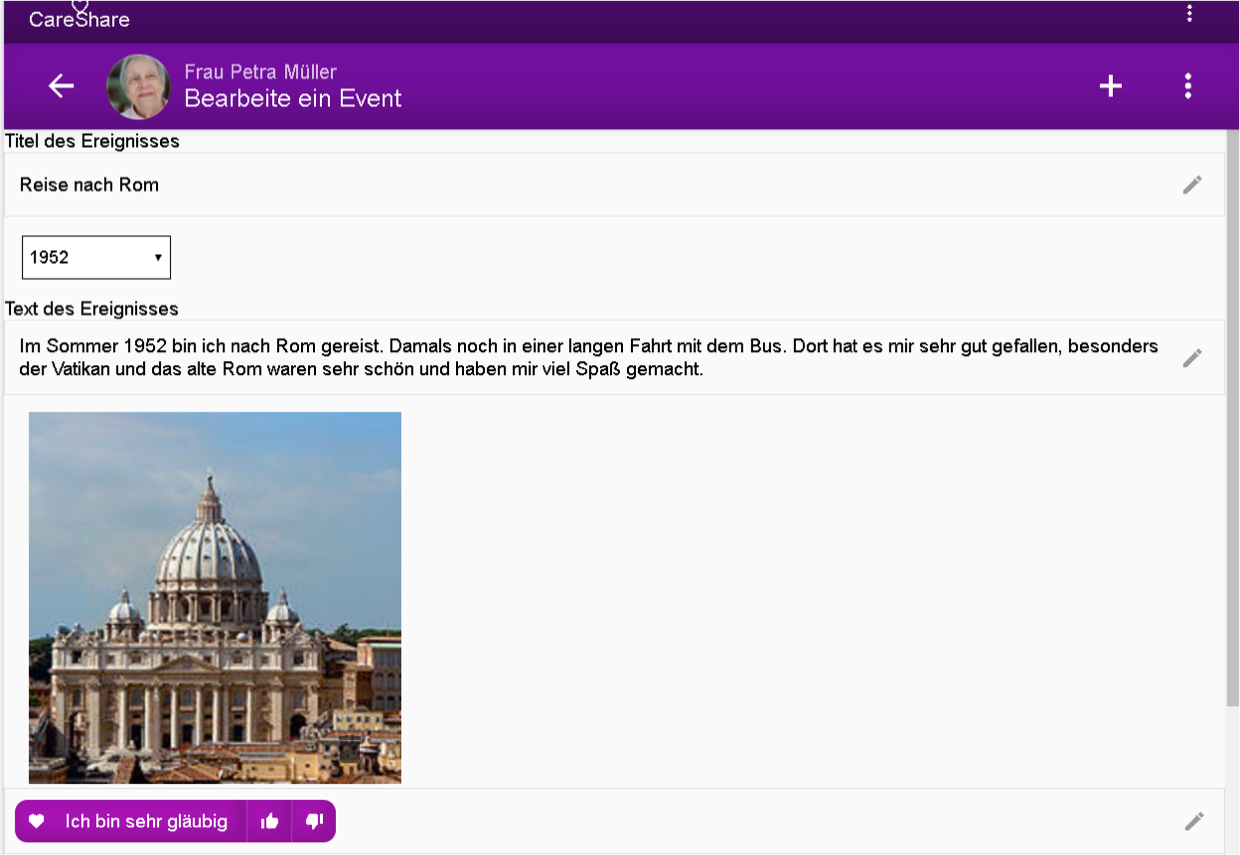 CareShare
Frau Petra Müller
Bearbeite ein Event
Titel des Ereignisses
Reise nach Rom
1952
Text des Ereignisses
Im Sommer 1952 bin ich nach Rom gereist. Damals noch in einer langen Fahrt mit dem Bus. Dort hat es mir sehr gut gefallen, besonders
der Vatikan und das alte Rom waren sehr schön und haben mir viel Spaß gemacht.
Ich bin sehr gläubig